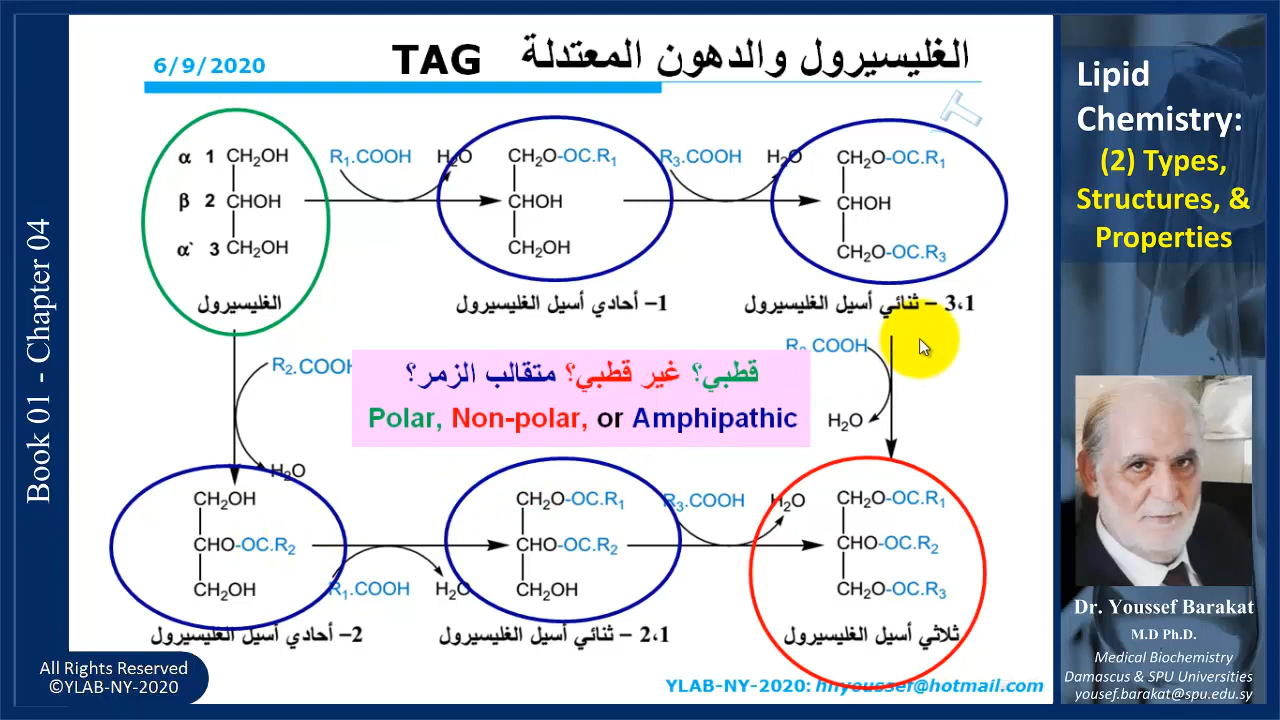 6/9/2020
TAG الغليسيرول والدهون المعتدلة
α 1 CH₂OH
β 2 CHOH
α` 3 CH₂OH
الغليسيرول
R₁.COOH
H₂O
CH₂O-OC.R₁
CHOH
CH₂OH
1– أحادي أسيل الغليسيرول
R₃.COOH
H₂O
CH₂O-OC.R₁
CHOH
CH₂O-OC.R₃
3،1 – ثنائي أسيل الغليسيرول
R₂.COOH
H₂O
قطبي؟ غير قطبي؟ متقالب الزمر؟
Polar, Non-polar, or Amphipathic
R₂.COOH
H₂O
CH₂OH
CHO-OC.R₂
CH₂OH
2– أحادي أسيل الغليسيرول
R₁.COOH
H₂O
CH₂O-OC.R₁
CHO-OC.R₂
CH₂OH
2،1 – ثنائي أسيل الغليسيرول
R₃.COOH
H₂O
CH₂O-OC.R₁
CHO-OC.R₂
CH₂O-OC.R₃
ثلاثي أسيل الغليسيرول
YLAB-NY-2020: hnyoussef@hotmail.com
Book 01 - Chapter 04
All Rights Reserved
©YLAB-NY-2020
Lipid
Chemistry:
(2) Types,
Structures, &
Properties
Dr. Youssef Barakat
M.D Ph.D.
Medical Biochemistry
Damascus & SPU Universities
yousef.barakat@spu.edu.sy